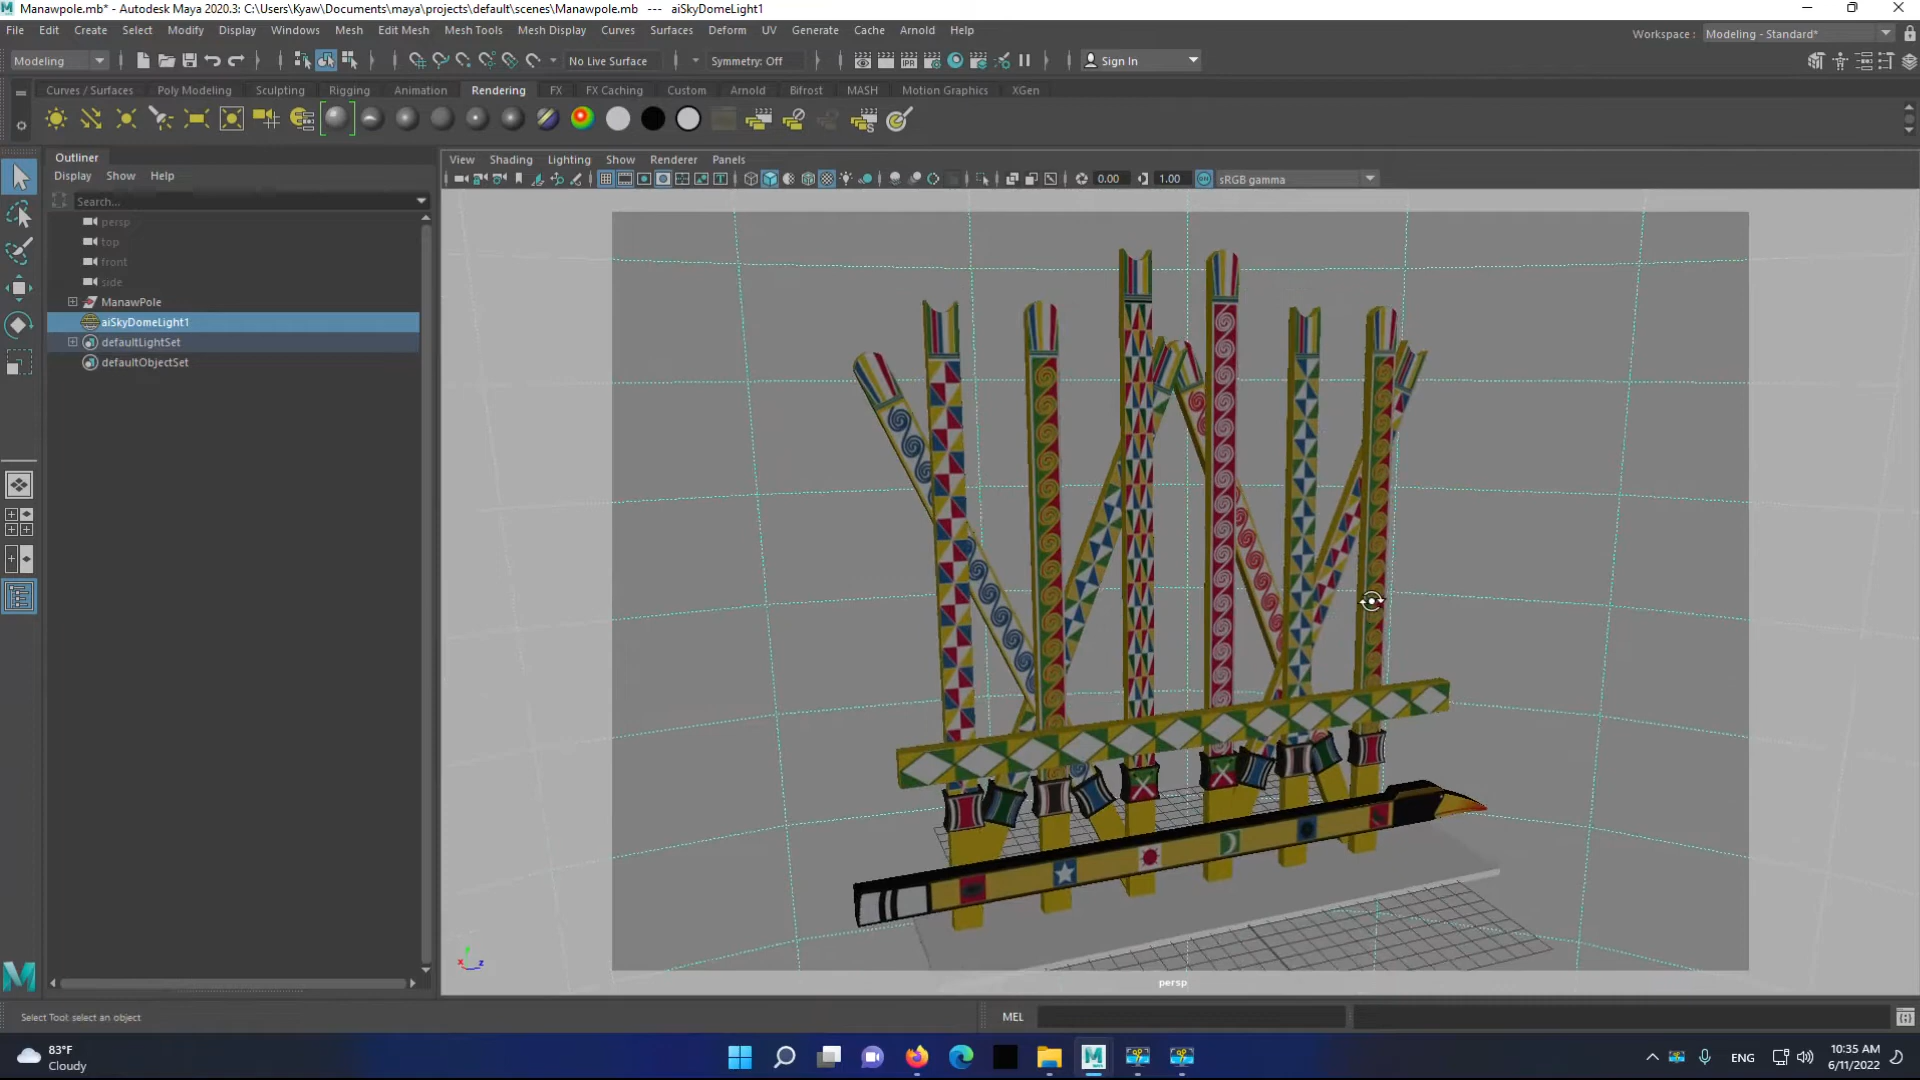 Manawpole.mb* - Autodesk Maya 2020.3: C:\Users\Kyaw\Documents\maya\projects\default\scenes\Manawpole.mb   ---   aiSkyDomeLight1
File Edit Create Select Modify Display Windows Mesh Edit Mesh Mesh Tools Mesh Display Curves Surfaces Deform UV Generate Cache Arnold Help
Workspace : Modeling - Standard*
Modeling
No Live Surface
Symmetry: Off
Sign In
Curves / Surfaces Poly Modeling Sculpting Rigging Animation Rendering FX FX Caching Custom Arnold Bifrost MASH Motion Graphics XGen
Outliner
Display Show Help
Search...
persp
top
front
side
ManawPole
aiSkyDomeLight1
defaultLightSet
defaultObjectSet
View Shading Lighting Show Renderer Panels
0.00
1.00
sRGB gamma
persp
Select Tool: select an object
MEL
83°F
Cloudy
ENG
10:35 AM
6/11/2022